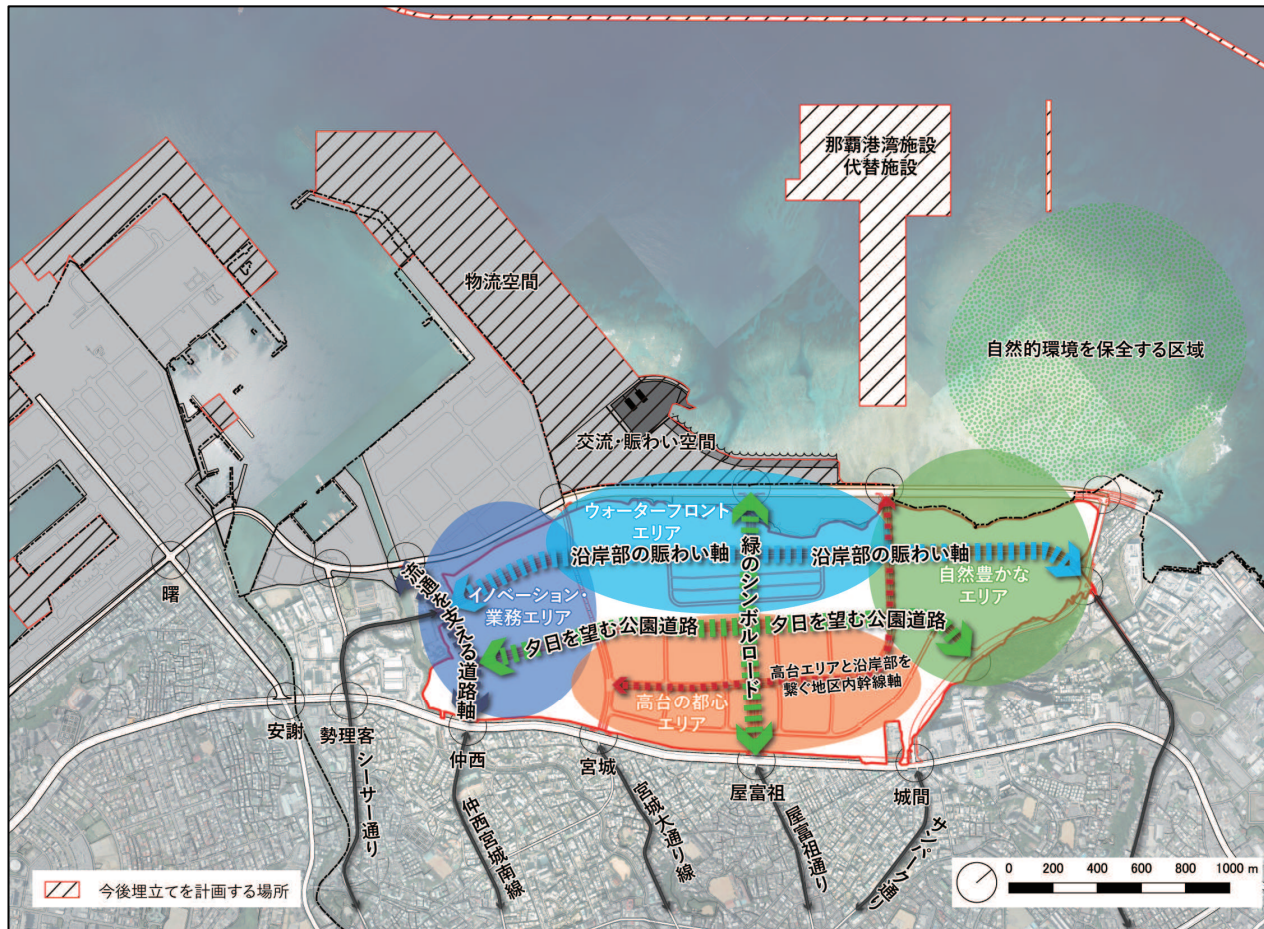 那覇港湾施設
代替施設
物流空間
自然的環境を保全する区域
交流・賑わい空間
ウォーターフロント
エリア
沿岸部の賑わい軸
沿岸部の賑わい軸
緑のシンボルロード
自然豊かな
エリア
流通を支える道路軸
イノベーション・
業務エリア
夕日を望む公園道路
夕日を望む公園道路
高台エリアと沿岸部を
繋ぐ地区内幹線軸
高台の都心
エリア
曙
安謝
勢理客
仲西
宮城
屋富祖
城間
シーサー通り
仲西宮城南線
宮城大通り線
屋富祖通り
サンパーク通り
今後埋立てを計画する場所
0 200 400 600 800 1000 m